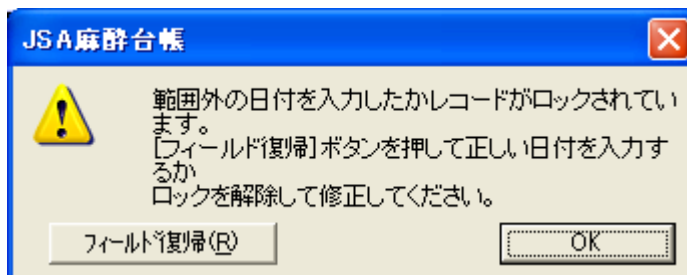 JSA麻酔台帳
範囲外の日付を入力したかレコードがロックされてい
ます。
[フィールド復帰]ボタンを押して正しい日付を入力す
るか
ロックを解除して修正してください。
フィールド復帰(R)
OK